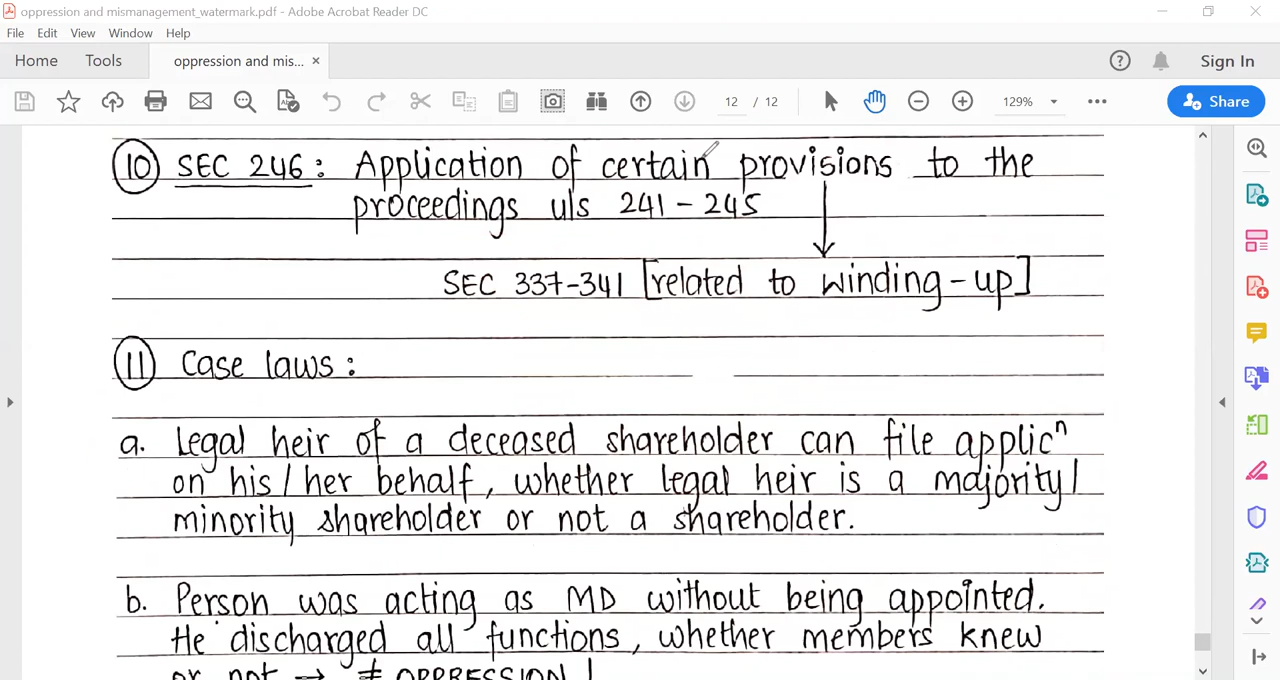 oppression and mismanagement_watermark.pdf - Adobe Acrobat Reader DC
File Edit View Window Help
Home Tools oppression and mis... × Sign In
12 / 12 129% Share
10 SEC 246: Application of certain provisions to the
proceedings u/s 241 - 245
SEC 337-341 [related to winding-up]
11 Case laws:
a. Legal heir of a deceased shareholder can file applicⁿ
on his/her behalf, whether legal heir is a majority/
minority shareholder or not a shareholder.
b. Person was acting as MD without being appointed.
He discharged all functions, whether members knew
or not → ≠ OPPRESSION!